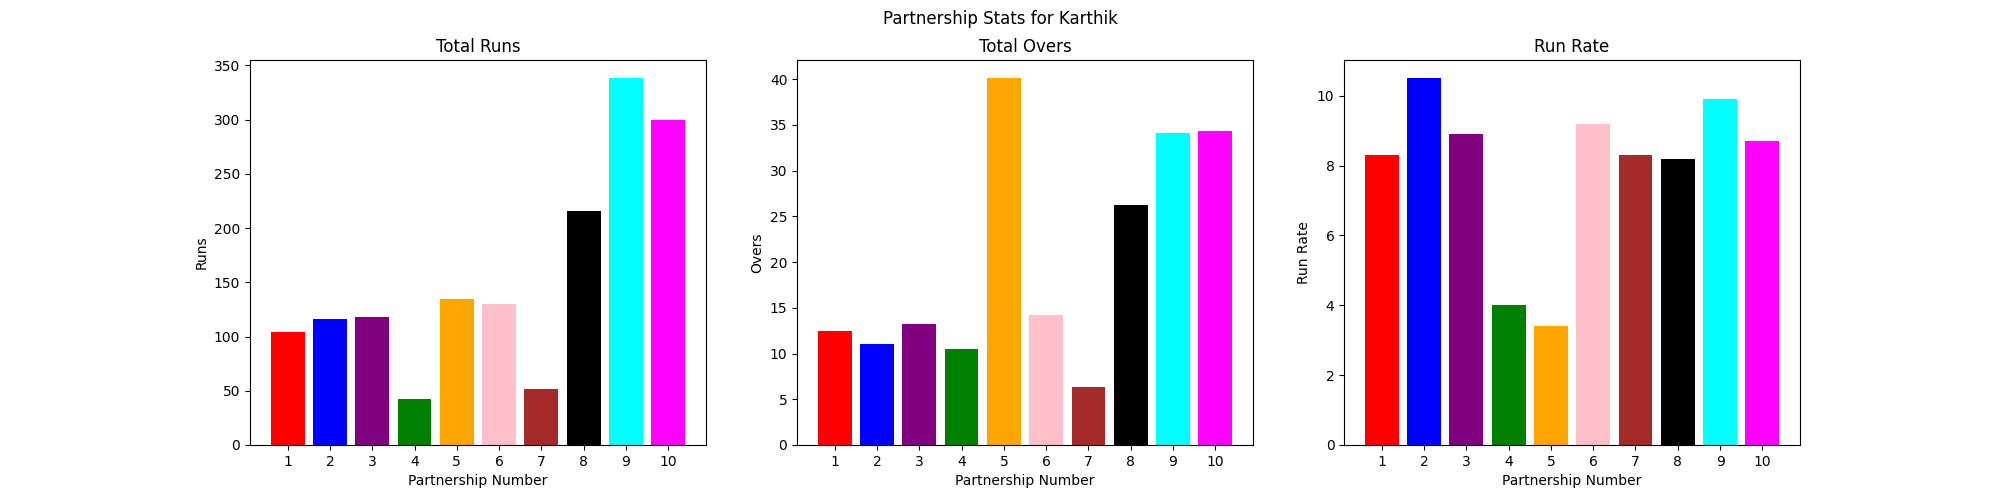 Partnership Stats for Karthik
Total Runs
350
300
250
200
150
100
50
0
Runs
1 2 3 4 5 6 7 8 9 10
Partnership Number
Total Overs
40
35
30
25
20
15
10
5
0
Overs
1 2 3 4 5 6 7 8 9 10
Partnership Number
Run Rate
10
8
6
4
2
0
Run Rate
1 2 3 4 5 6 7 8 9 10
Partnership Number